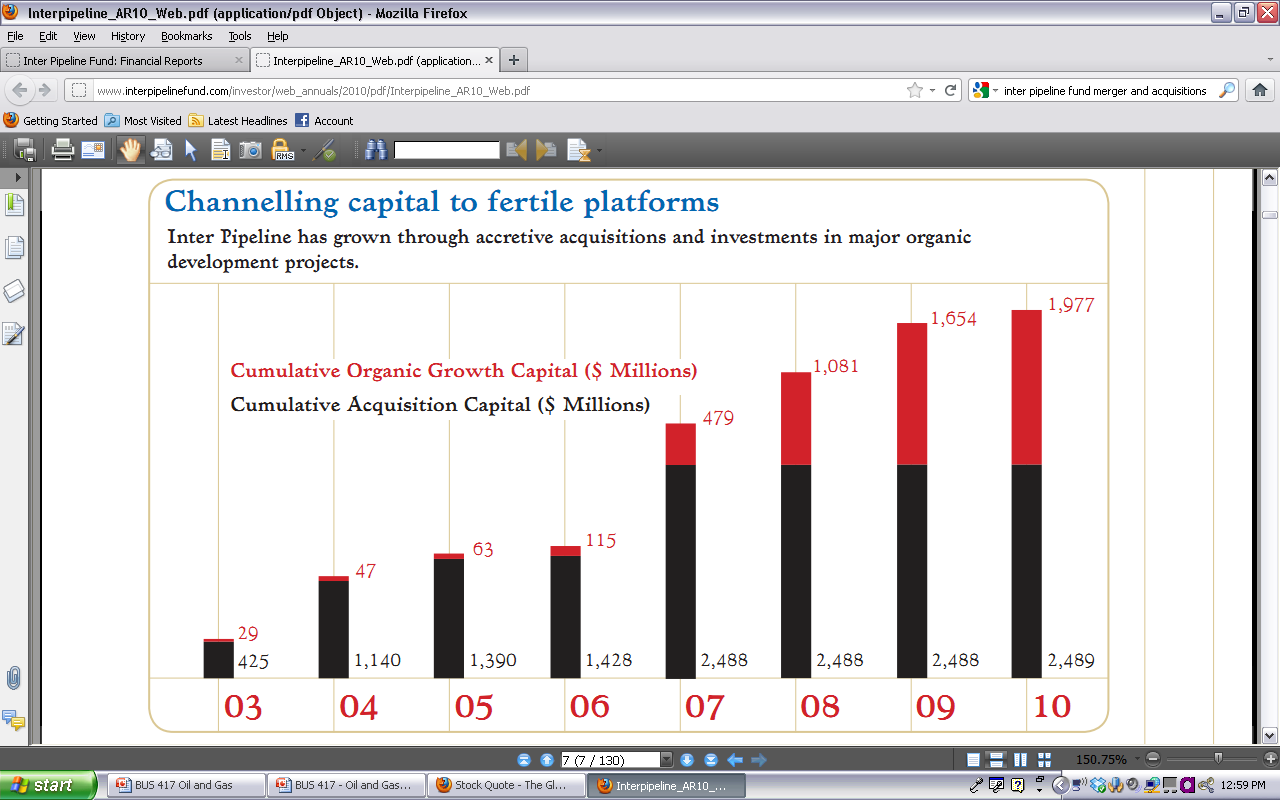 Interpipeline_AR10_Web.pdf (application/pdf Object) - Mozilla Firefox
File Edit View History Bookmarks Tools Help
Inter Pipeline Fund: Financial Reports
Interpipeline_AR10_Web.pdf (application...
www.interpipelinefund.com/investor/web_annuals/2010/pdf/Interpipeline_AR10_Web.pdf
inter pipeline fund merger and acquisitions
Getting Started Most Visited Latest Headlines Account
RMS
Channelling capital to fertile platforms
Inter Pipeline has grown through accretive acquisitions and investments in major organic
development projects.
Cumulative Organic Growth Capital ($ Millions)
Cumulative Acquisition Capital ($ Millions)
29 47 63 115 479 1,081 1,654 1,977
425 1,140 1,390 1,428 2,488 2,488 2,488 2,489
03 04 05 06 07 08 09 10
7 (7 / 130)
150.75%
start
BUS 417 Oil and Gas
BUS 417 - Oil and Gas...
Stock Quote - The Gl...
Interpipeline_AR10_...
12:59 PM